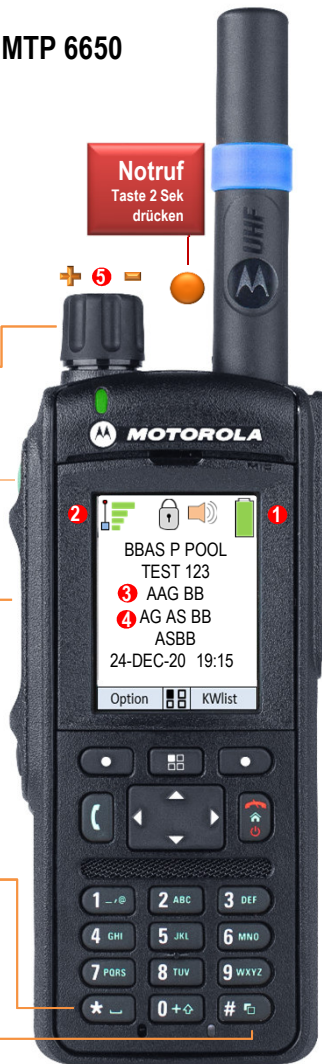 MTP 6650
Notruf
Taste 2 Sek
drücken
5
UHF
MOTOROLA
MIC
2
1
BBAS P POOL
TEST 123
3 AAG BB
4 AG AS BB
ASBB
24-DEC-20 19:15
Option KWlist
1 -,@ 2 ABC 3 DEF
4 GHI 5 JKL 6 MNO
7 PQRS 8 TUV 9 WXYZ
* 0 + #